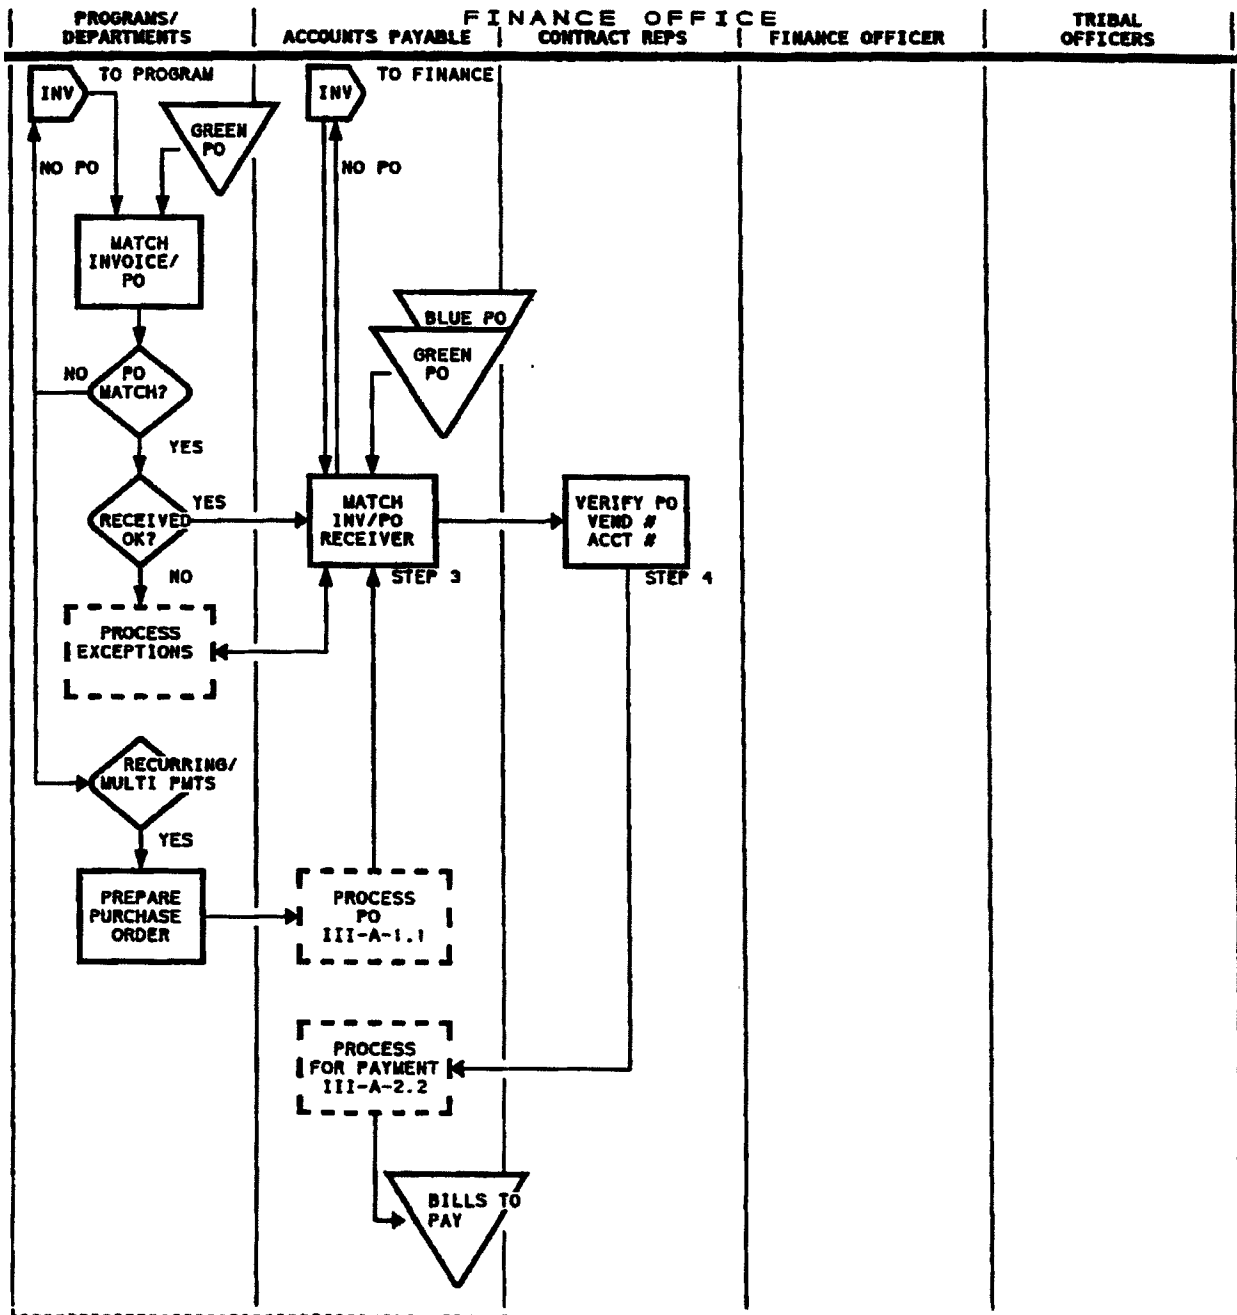 FINANCE OFFICE
PROGRAMS/
DEPARTMENTS
ACCOUNTS PAYABLE
CONTRACT REPS
FINANCE OFFICER
TRIBAL
OFFICERS
INV
TO PROGRAM
INV
TO FINANCE
GREEN
PO
NO PO
NO PO
MATCH
INVOICE/
PO
BLUE PO
GREEN
PO
NO
PO
MATCH?
YES
RECEIVED
OK?
YES
MATCH
INV/PO
RECEIVER
STEP 3
VERIFY PO
VEND #
ACCT #
STEP 4
NO
PROCESS
EXCEPTIONS
RECURRING/
MULTI PMTS
YES
PREPARE
PURCHASE
ORDER
PROCESS
PO
III-A-1.1
PROCESS
FOR PAYMENT
III-A-2.2
BILLS TO
PAY